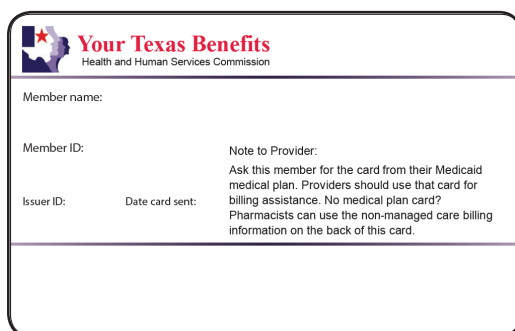 Your Texas Benefits
Health and Human Services Commission
Member name:
Member ID:
Note to Provider:
Ask this member for the card from their Medicaid
medical plan. Providers should use that card for
billing assistance. No medical plan card?
Pharmacists can use the non-managed care billing
information on the back of this card.
Issuer ID:
Date card sent: